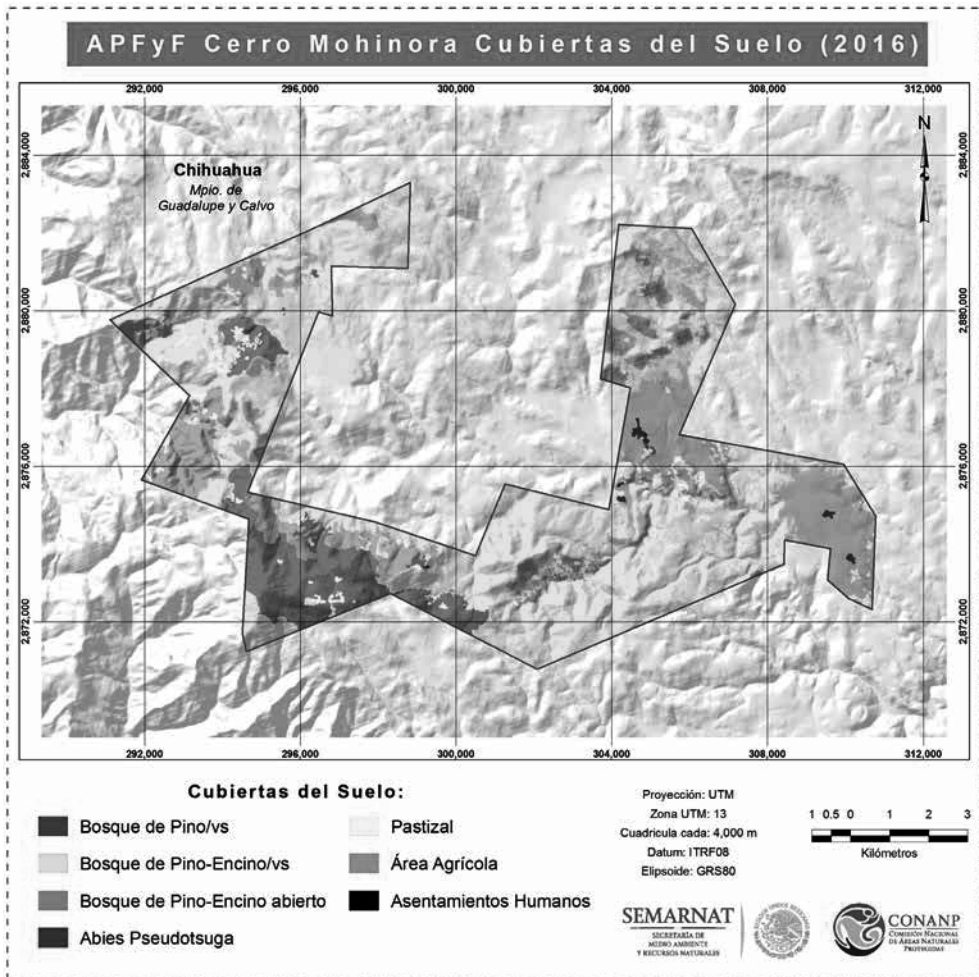 APFyF Cerro Mohinora Cubiertas del Suelo (2016)
292,000 296,000 300,000 304,000 308,000 312,000
N
2,884,000 2,884,000
Chihuahua
Mpio. de
Guadalupe y Calvo
2,880,000 2,880,000
2,876,000 2,876,000
2,872,000 2,872,000
292,000 296,000 300,000 304,000 308,000 312,000
Cubiertas del Suelo:
Bosque de Pino/vs
Bosque de Pino-Encino/vs
Bosque de Pino-Encino abierto
Abies Pseudotsuga
Pastizal
Área Agrícola
Asentamientos Humanos
Proyección: UTM
Zona UTM: 13
Cuadricula cada: 4,000 m
Datum: ITRF08
Elipsoide: GRS80
1 0.5 0 1 2 3
Kilómetros
SEMARNAT
SECRETARÍA DE
MEDIO AMBIENTE
Y RECURSOS NATURALES
CONANP
COMISIÓN NACIONAL
DE ÁREAS NATURALES
PROTEGIDAS